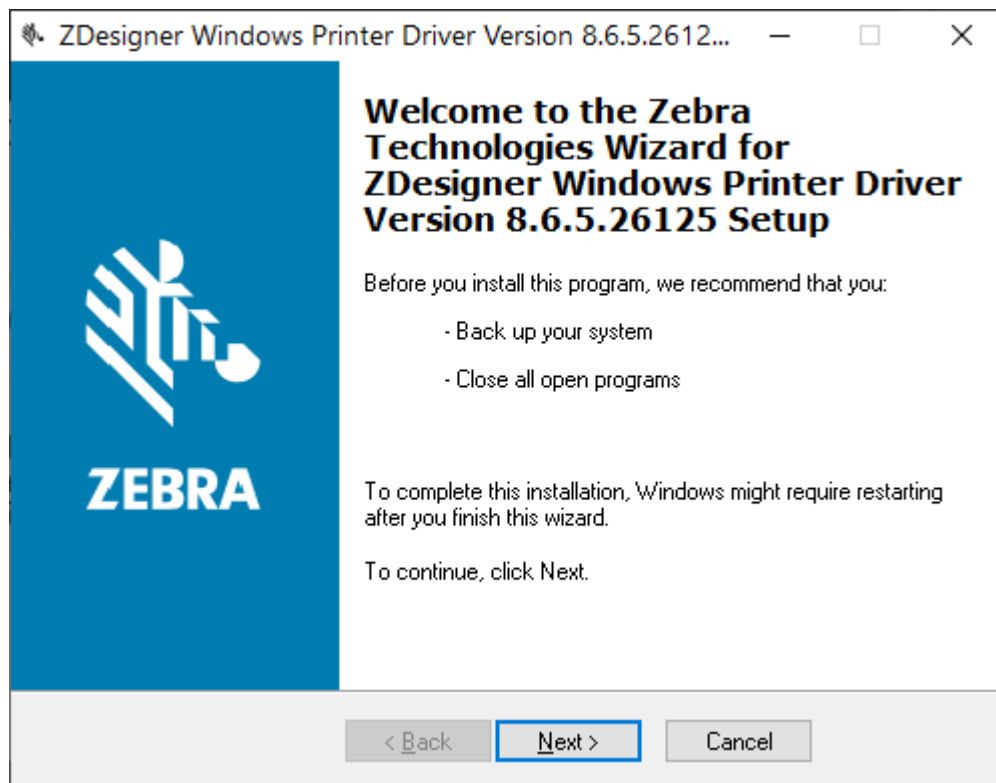 ZDesigner Windows Printer Driver Version 8.6.5.2612...
Welcome to the Zebra
Technologies Wizard for
ZDesigner Windows Printer Driver
Version 8.6.5.26125 Setup
Before you install this program, we recommend that you:
- Back up your system
- Close all open programs
ZEBRA
To complete this installation, Windows might require restarting
after you finish this wizard.
To continue, click Next.
< Back Next > Cancel